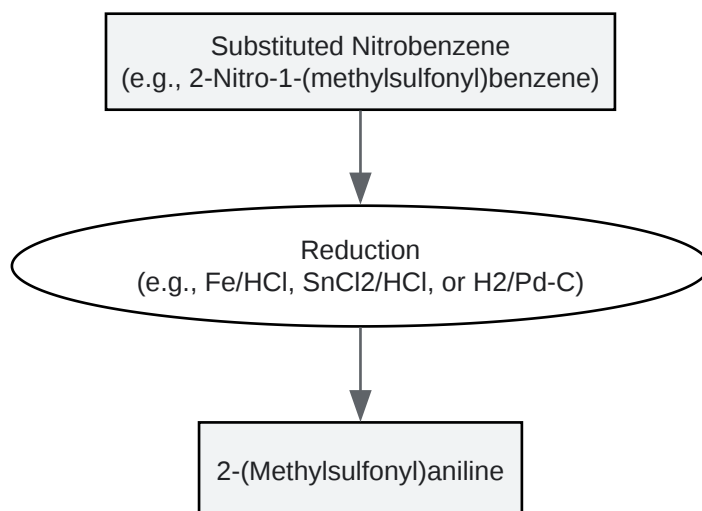 Substituted Nitrobenzene
(e.g., 2-Nitro-1-(methylsulfonyl)benzene)
Reduction
(e.g., Fe/HCl, SnCl2/HCl, or H2/Pd-C)
2-(Methylsulfonyl)aniline